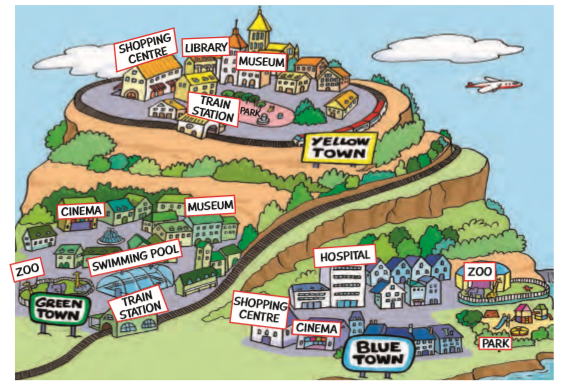 SHOPPING
CENTRE
LIBRARY
MUSEUM
TRAIN
STATION
PARK
YELLOW
TOWN
CINEMA
MUSEUM
ZOO
SWIMMING POOL
TRAIN
STATION
GREEN
TOWN
HOSPITAL
ZOO
SHOPPING
CENTRE
CINEMA
PARK
BLUE
TOWN